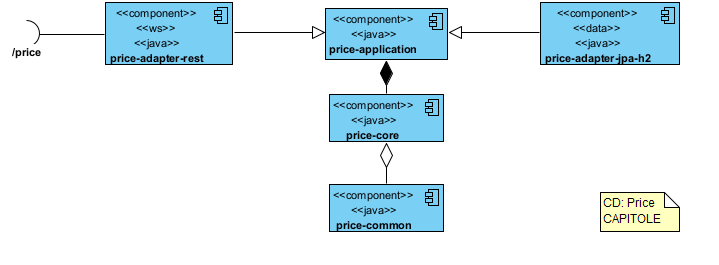 /price
<<component>>
<<ws>>
<<java>>
price-adapter-rest
<<component>>
<<java>>
price-application
<<component>>
<<data>>
<<java>>
price-adapter-jpa-h2
<<component>>
<<java>>
price-core
<<component>>
<<java>>
price-common
CD: Price
CAPITOLE